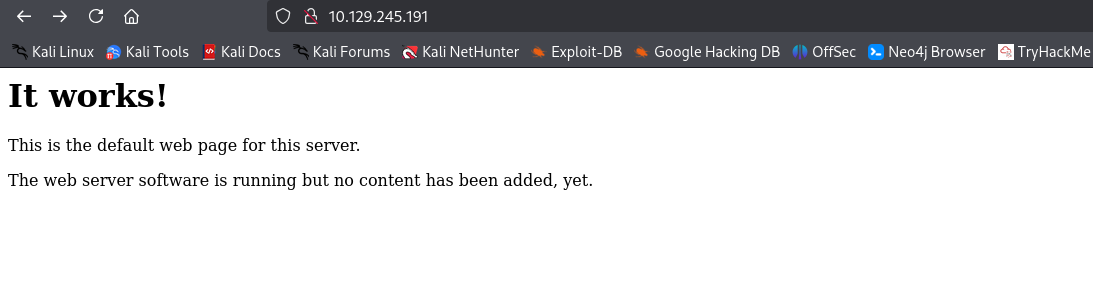 10.129.245.191
Kali Linux Kali Tools Kali Docs Kali Forums Kali NetHunter Exploit-DB Google Hacking DB OffSec Neo4j Browser TryHackMe
It works!
This is the default web page for this server.
The web server software is running but no content has been added, yet.